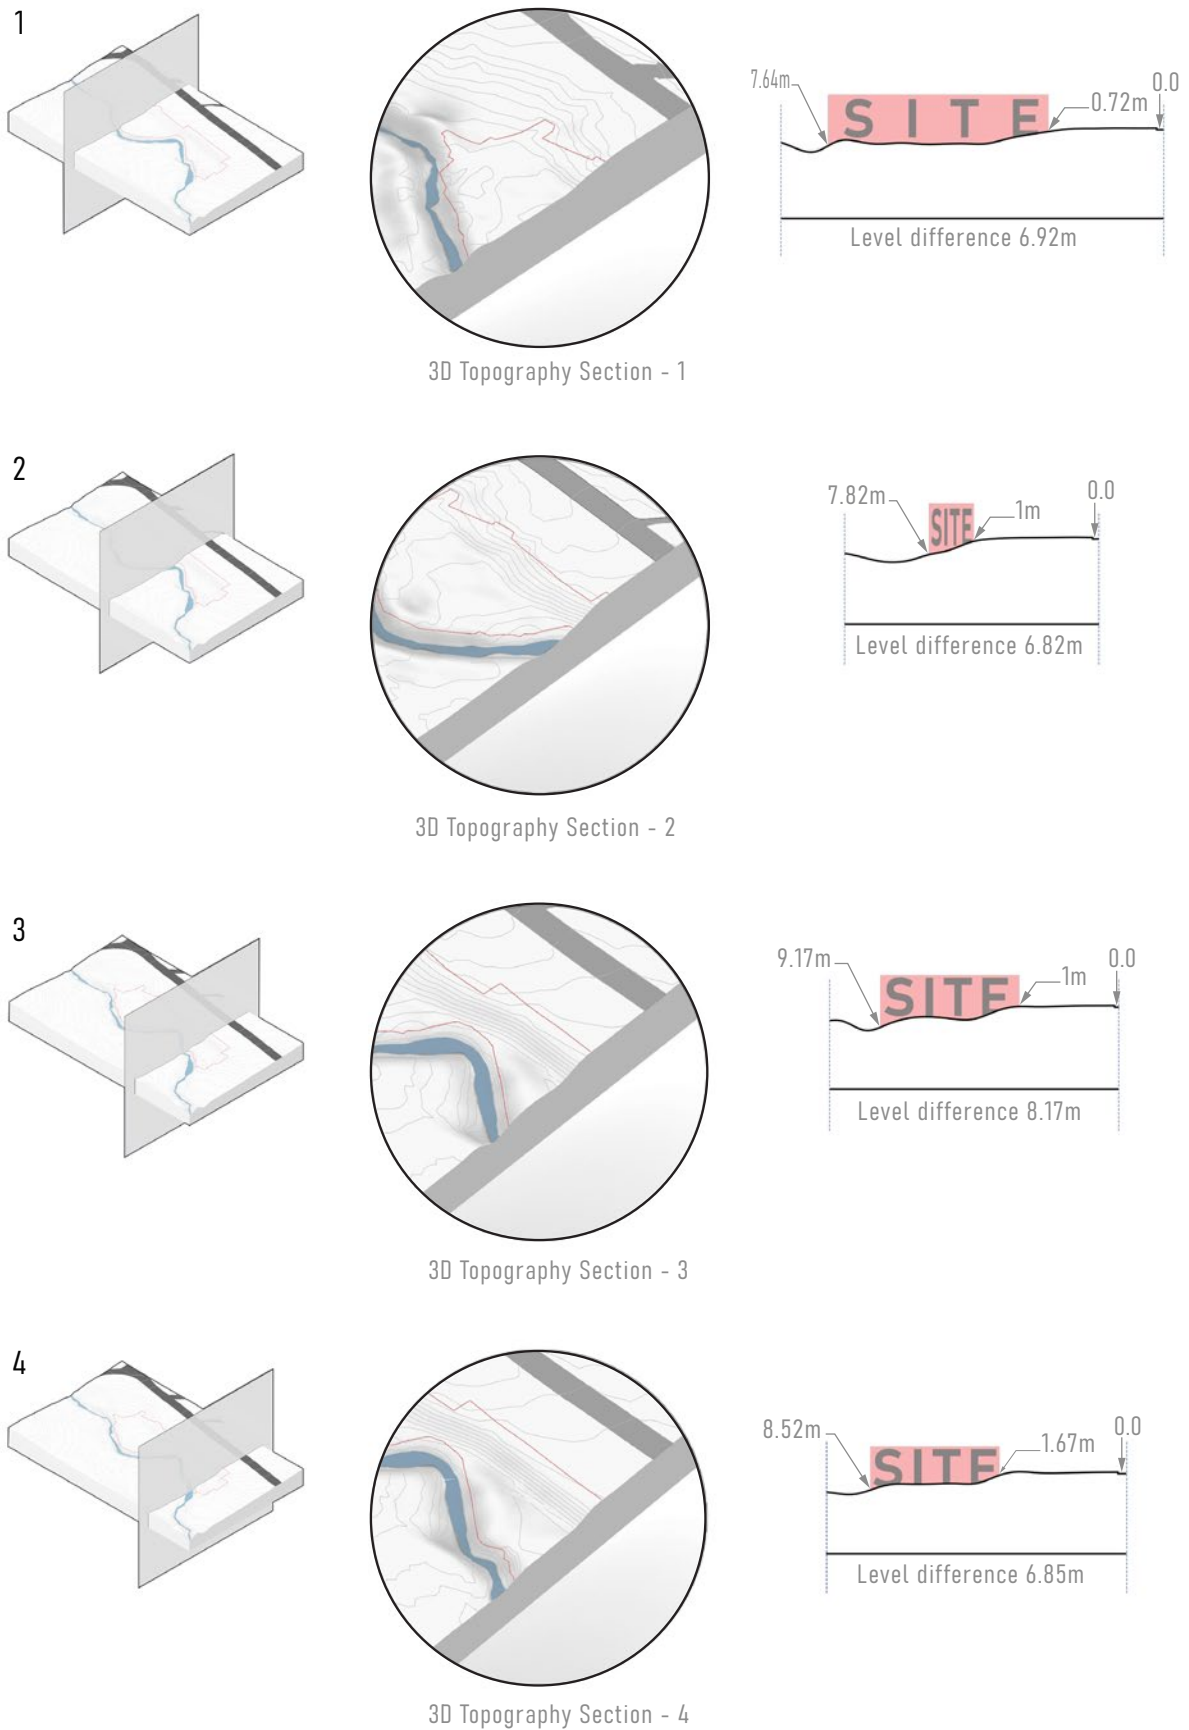 1
7.64m
SITE
0.72m
0.0
Level difference 6.92m
3D Topography Section - 1
2
7.82m
SITE
1m
0.0
Level difference 6.82m
3D Topography Section - 2
3
9.17m
SITE
1m
0.0
Level difference 8.17m
3D Topography Section - 3
4
8.52m
SITE
1.67m
0.0
Level difference 6.85m
3D Topography Section - 4